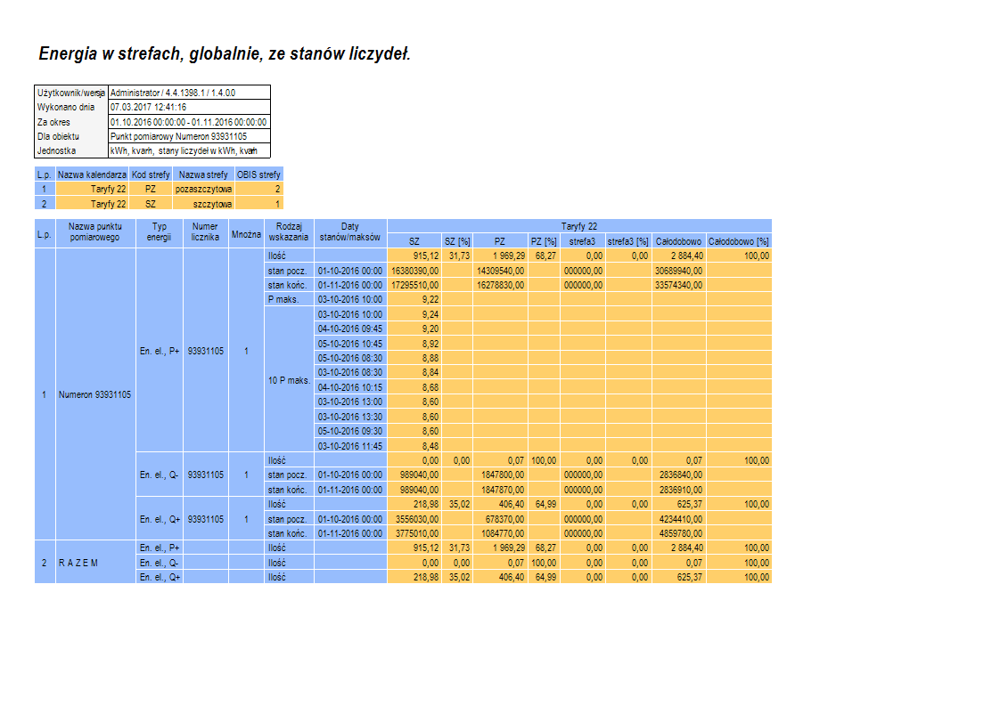 Energia w strefach, globalnie, ze stanów liczydeł.
Użytkownik/wersja Administrator / 4.4.1398.1 / 1.4.0.0
Wykonano dnia 07.03.2017 12:41:16
Za okres 01.10.2016 00:00:00 - 01.11.2016 00:00:00
Dla obiektu Punkt pomiarowy Numeron 93931105
Jednostka kWh, kvarh, stany liczydeł w kWh, kvarh
L.p. Nazwa kalendarza Kod strefy Nazwa strefy OBIS strefy
1 Taryfy 22 PZ pozaszczytowa 2
2 Taryfy 22 SZ szczytowa 1
L.p. Nazwa punktu pomiarowego Typ energii Numer licznika Mnożna Rodzaj wskazania Daty stanów/maksów Taryfy 22
SZ SZ [%] PZ PZ [%] strefa3 strefa3 [%] Całodobowo Całodobowo [%]
1 Numeron 93931105 En. el., P+ 93931105 1 Ilość 915,12 31,73 1 969,29 68,27 0,00 0,00 2 884,40 100,00
stan pocz. 01-10-2016 00:00 16380390,00 14309540,00 000000,00 30689940,00
stan końc. 01-11-2016 00:00 17295510,00 16278830,00 000000,00 33574340,00
P maks. 03-10-2016 10:00 9,22
10 P maks. 03-10-2016 10:00 9,24
04-10-2016 09:45 9,20
05-10-2016 10:45 8,92
05-10-2016 08:30 8,88
03-10-2016 08:30 8,84
04-10-2016 10:15 8,68
03-10-2016 13:00 8,60
03-10-2016 13:30 8,60
05-10-2016 09:30 8,60
03-10-2016 11:45 8,48
En. el., Q- 93931105 1 Ilość 0,00 0,00 0,07 100,00 0,00 0,00 0,07 100,00
stan pocz. 01-10-2016 00:00 989040,00 1847800,00 000000,00 2836840,00
stan końc. 01-11-2016 00:00 989040,00 1847870,00 000000,00 2836910,00
En. el., Q+ 93931105 1 Ilość 218,98 35,02 406,40 64,99 0,00 0,00 625,37 100,00
stan pocz. 01-10-2016 00:00 3556030,00 678370,00 000000,00 4234410,00
stan końc. 01-11-2016 00:00 3775010,00 1084770,00 000000,00 4859780,00
2 R A Z E M En. el., P+ Ilość 915,12 31,73 1 969,29 68,27 0,00 0,00 2 884,40 100,00
En. el., Q- Ilość 0,00 0,00 0,07 100,00 0,00 0,00 0,07 100,00
En. el., Q+ Ilość 218,98 35,02 406,40 64,99 0,00 0,00 625,37 100,00